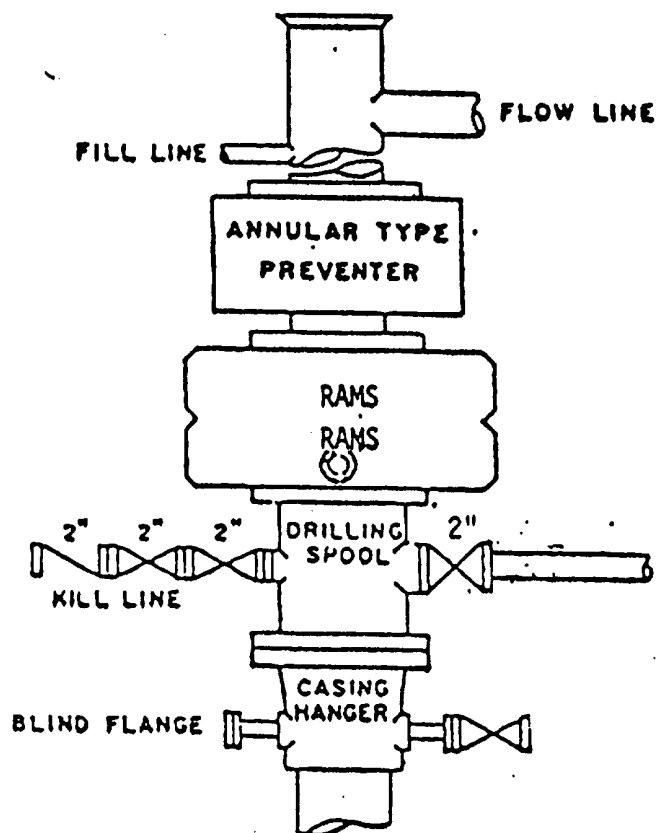 FLOW LINE
FILL LINE
ANNULAR TYPE
PREVENTER
RAMS
RAMS
2" 2" 2"
DRILLING
SPOOL
2"
KILL LINE
CASING
HANGER
BLIND FLANGE